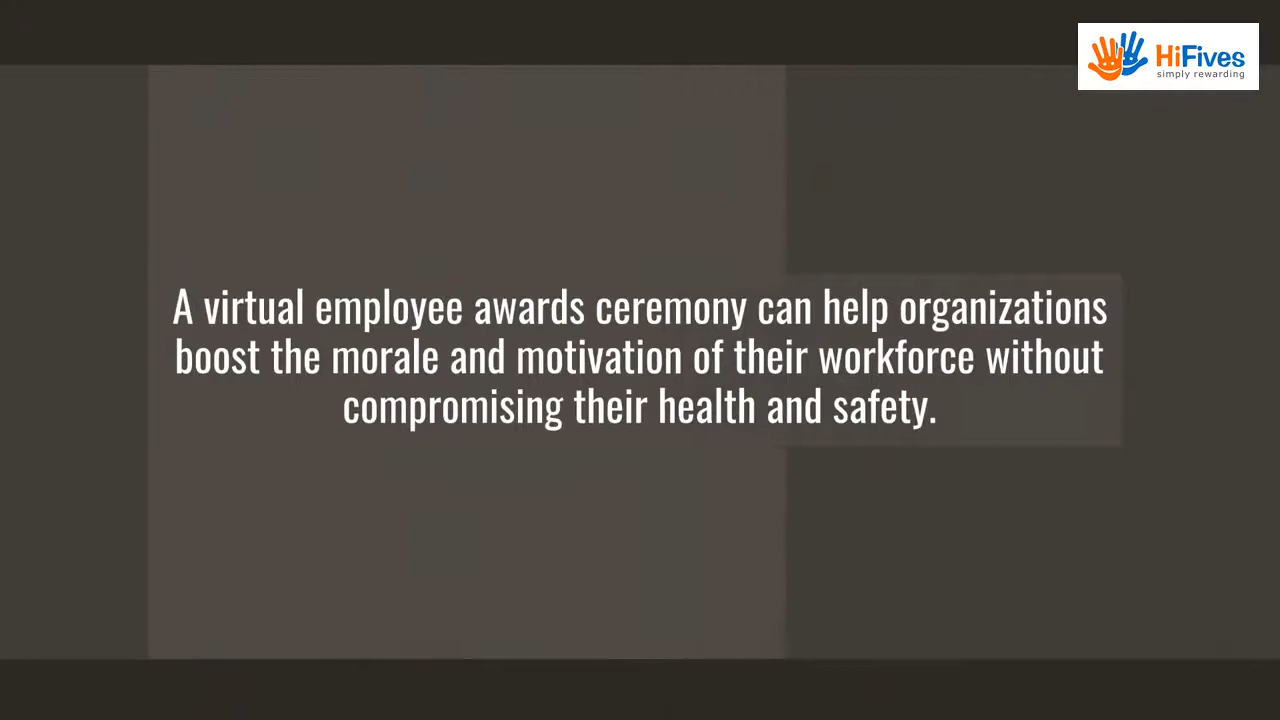 HiFives
simply rewarding
A virtual employee awards ceremony can help organizations
boost the morale and motivation of their workforce without
compromising their health and safety.